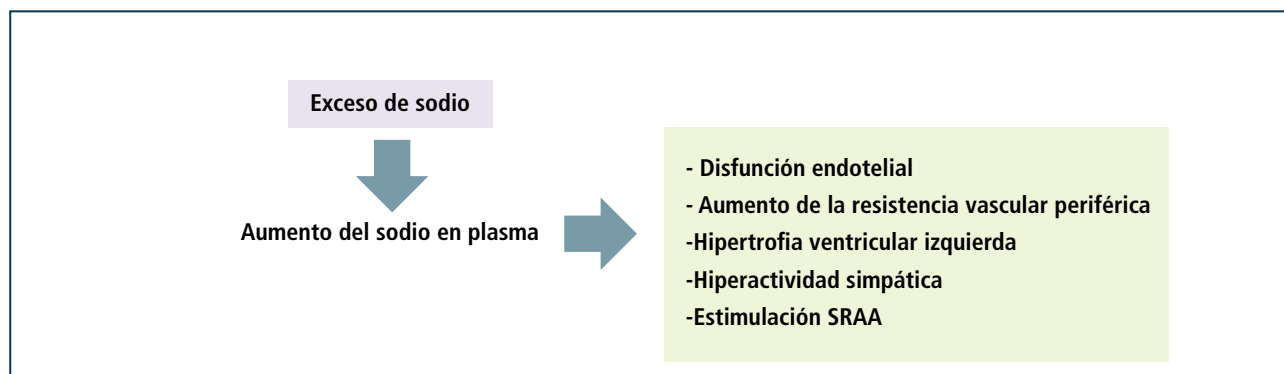 Exceso de sodio
Aumento del sodio en plasma
- Disfunción endotelial
- Aumento de la resistencia vascular periférica
-Hipertrofia ventricular izquierda
-Hiperactividad simpática
-Estimulación SRAA